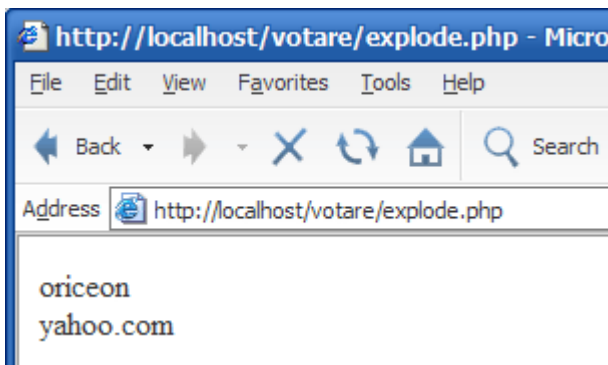 http://localhost/votare/explode.php - Micro
File Edit View Favorites Tools Help
Back Search
Address http://localhost/votare/explode.php
oriceon
yahoo.com